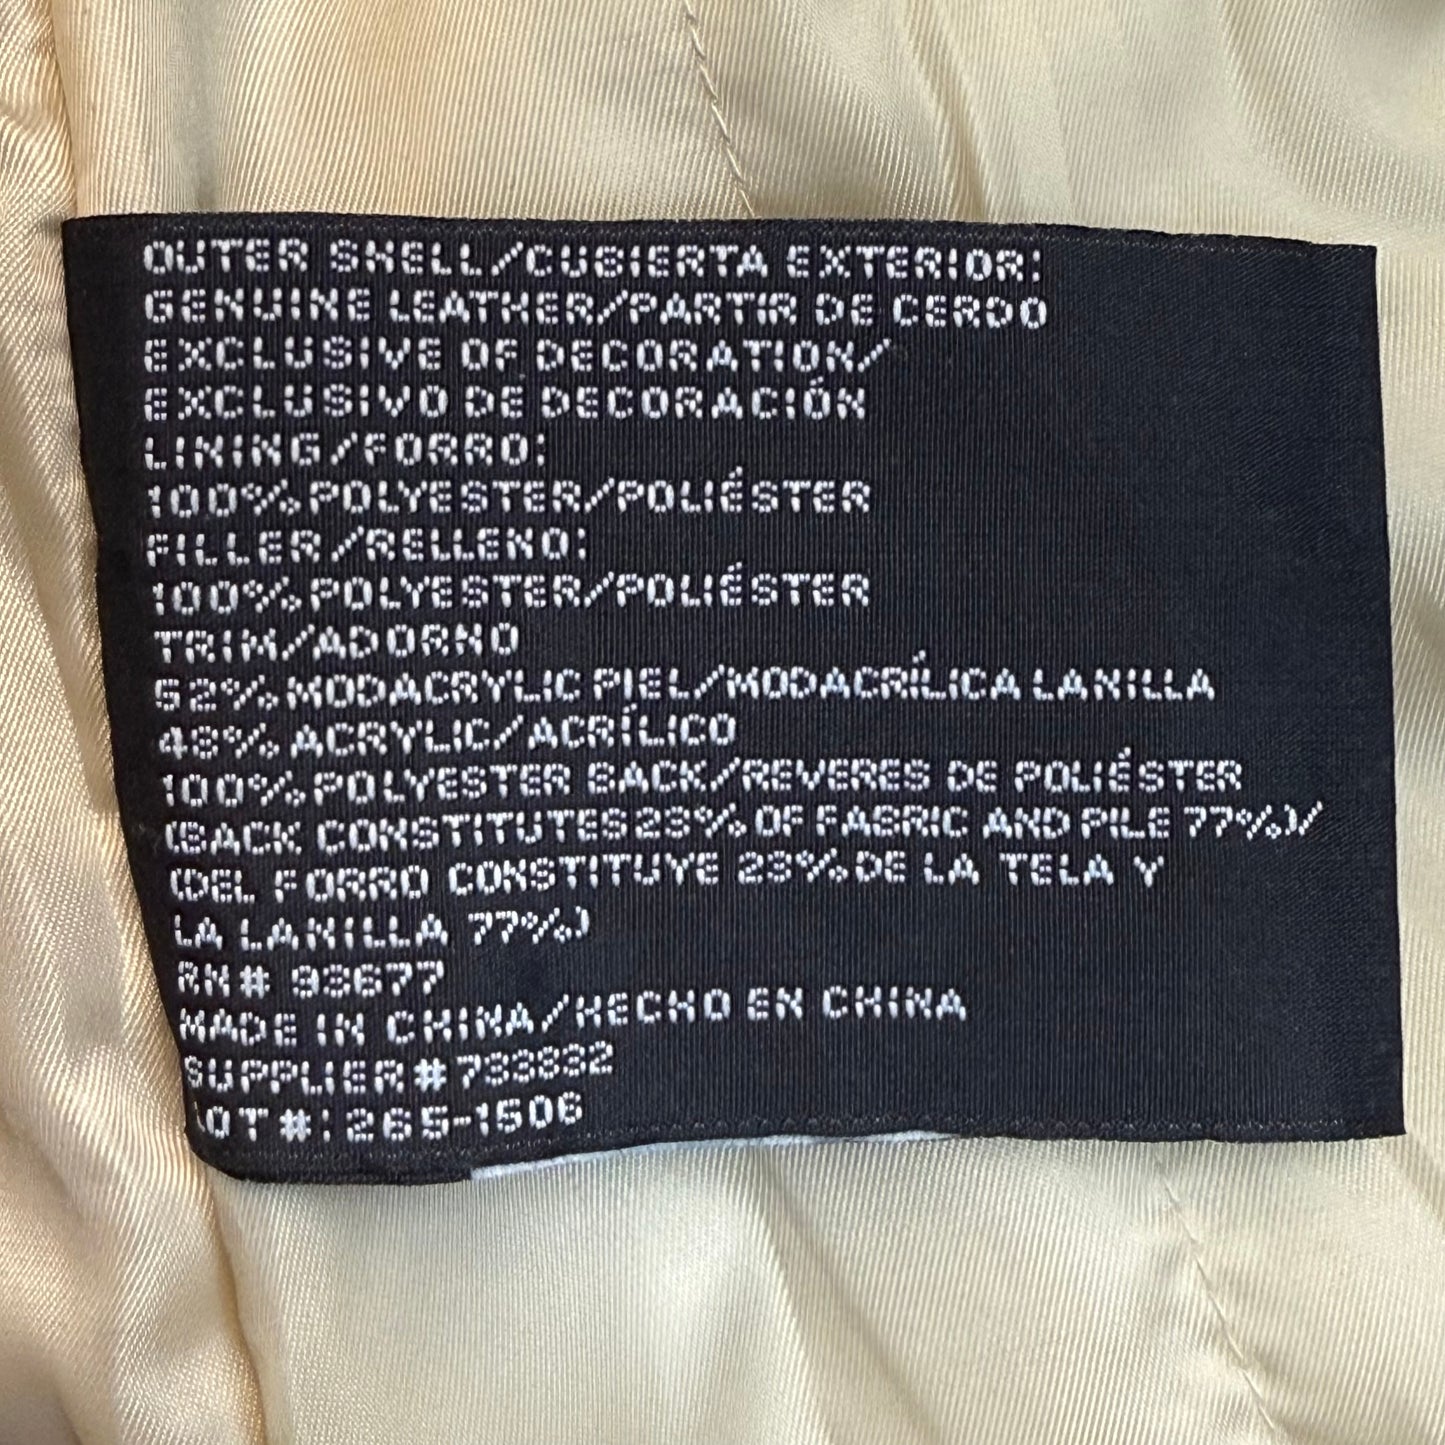 OUTER SHELL/CUBIERTA EXTERIOR:
GENUINE LEATHER/PARTIR DE CERDO
EXCLUSIVE OF DECORATION/
EXCLUSIVO DE DECORACIÓN
LINING/FORRO:
100% POLYESTER/POLIÉSTER
FILLER/RELLENO:
100% POLYESTER/POLIÉSTER
TRIM/ADORNO
52% MODACRYLIC PIEL/MODACRÍLICA LANILLA
48% ACRYLIC/ACRÍLICO
100% POLYESTER BACK/REVERES DE POLIÉSTER
(BACK CONSTITUTES 23% OF FABRIC AND PILE 77%)/
(DEL FORRO CONSTITUYE 23% DE LA TELA Y
LA LANILLA 77%)
RN# 93677
MADE IN CHINA/HECHO EN CHINA
SUPPLIER# 733832
LOT #: 265-1506